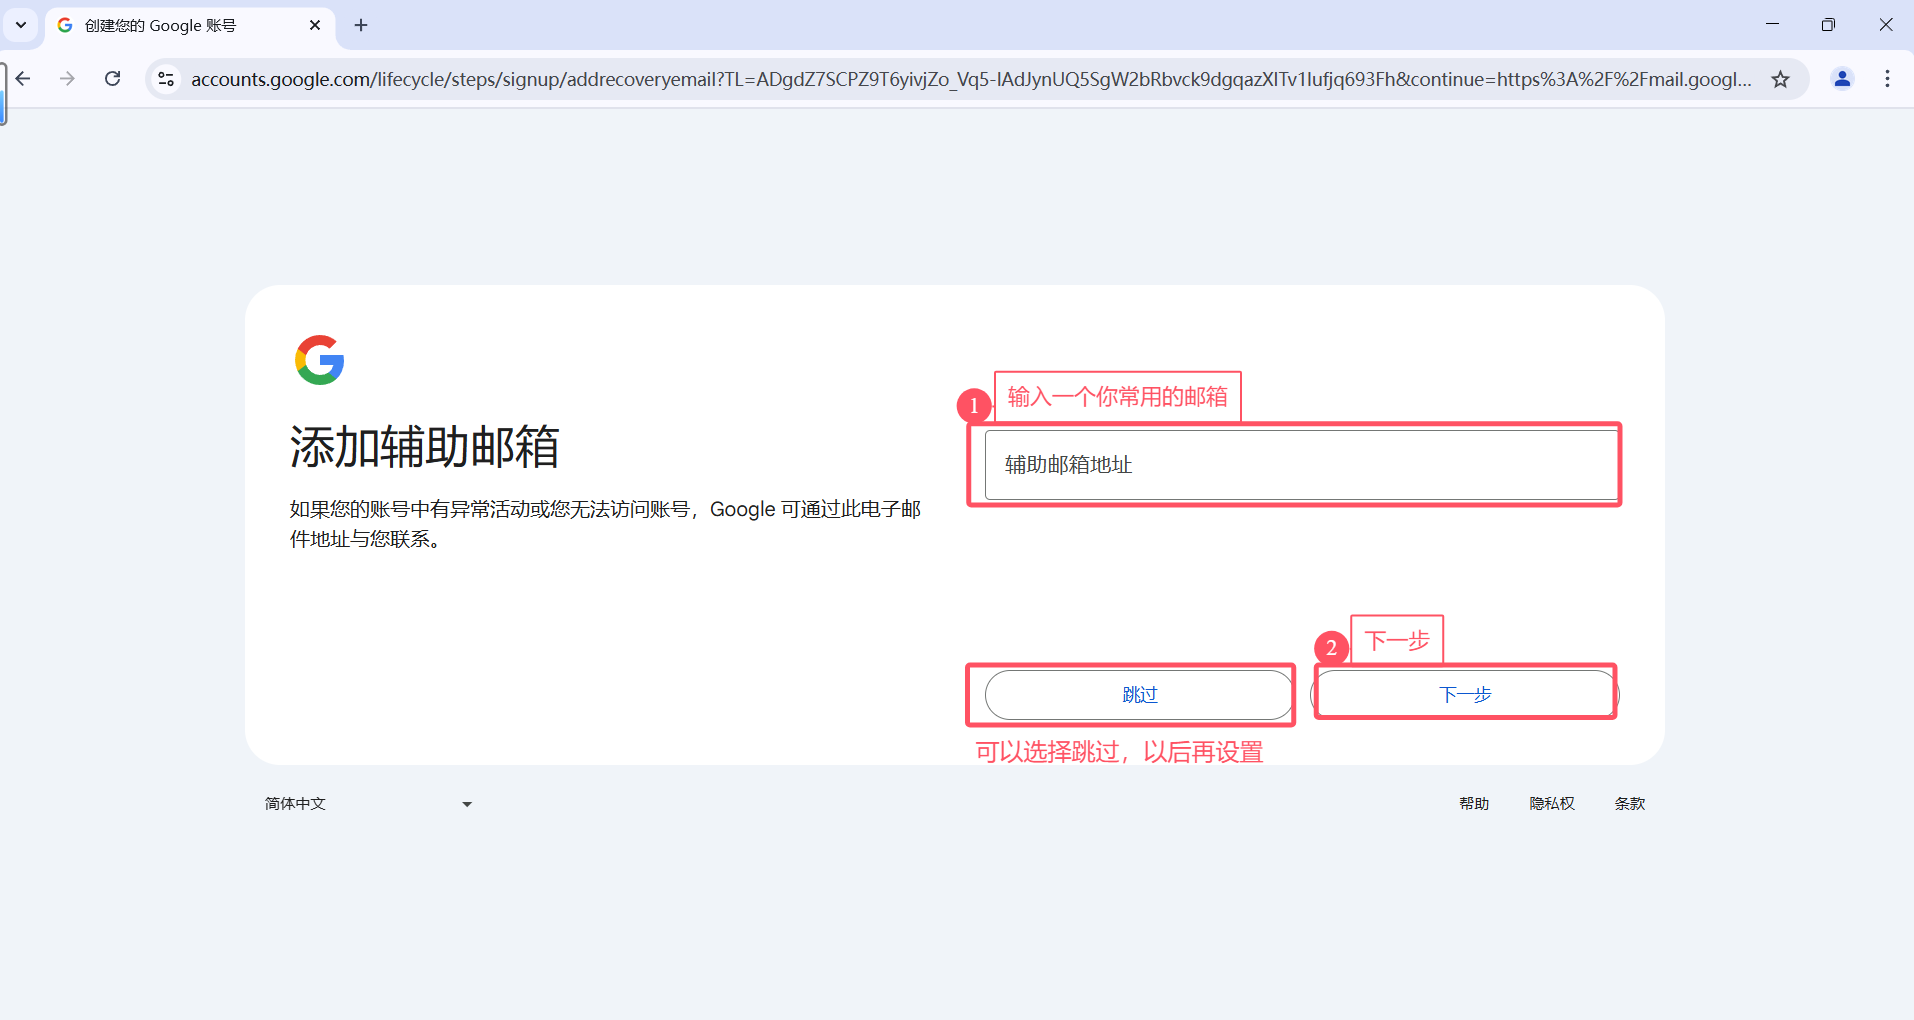 创建您的 Google 账号
accounts.google.com/lifecycle/steps/signup/addrecoveryemail?TL=ADgdZ7SCPZ9T6yivjZo_Vq5-IAdJynUQ5SgW2bRbvck9dgqazXITv1Iufjq693Fh&continue=https%3A%2F%2Fmail.googl...
添加辅助邮箱
如果您的账号中有异常活动或您无法访问账号，Google 可通过此电子邮
件地址与您联系。
1 输入一个你常用的邮箱
辅助邮箱地址
2 下一步
跳过
下一步
可以选择跳过，以后再设置
简体中文
帮助 隐私权 条款